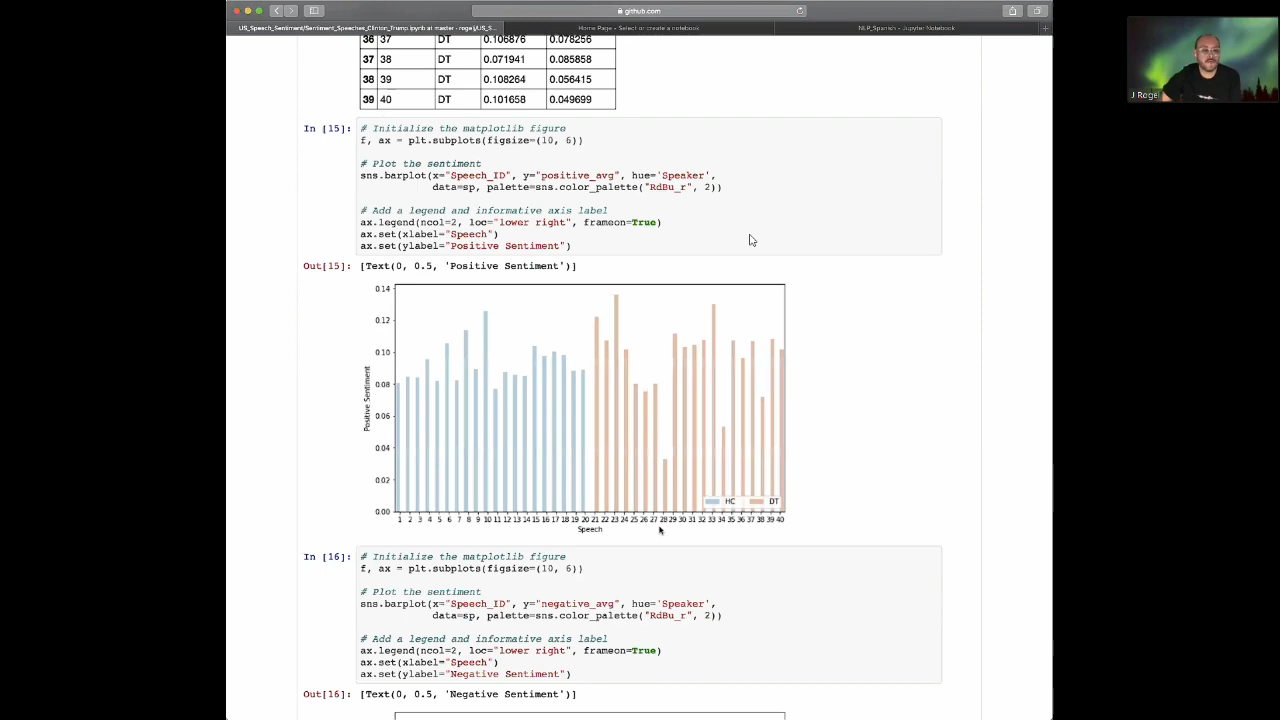 github.com
US_Speech_Sentiment/Sentiment_Speeches_Clinton_Trump.ipynb at master · rogelj/US_S...
Home Page - Select or create a notebook
NLP_Spanish - Jupyter Notebook
J Rogel
36 37 DT 0.106876 0.078256
37 38 DT 0.071941 0.085858
38 39 DT 0.108264 0.056415
39 40 DT 0.101658 0.049699
In [15]: # Initialize the matplotlib figure
f, ax = plt.subplots(figsize=(10, 6))
# Plot the sentiment
sns.barplot(x="Speech_ID", y="positive_avg", hue='Speaker',
data=sp, palette=sns.color_palette("RdBu_r", 2))
# Add a legend and informative axis label
ax.legend(ncol=2, loc="lower right", frameon=True)
ax.set(xlabel="Speech")
ax.set(ylabel="Positive Sentiment")
Out[15]: [Text(0, 0.5, 'Positive Sentiment')]
0.14
0.12
0.10
0.08
0.06
0.04
0.02
0.00
Positive Sentiment
HC DT
1 2 3 4 5 6 7 8 9 10 11 12 13 14 15 16 17 18 19 20 21 22 23 24 25 26 27 28 29 30 31 32 33 34 35 36 37 38 39 40
Speech
In [16]: # Initialize the matplotlib figure
f, ax = plt.subplots(figsize=(10, 6))
# Plot the sentiment
sns.barplot(x="Speech_ID", y="negative_avg", hue='Speaker',
data=sp, palette=sns.color_palette("RdBu_r", 2))
# Add a legend and informative axis label
ax.legend(ncol=2, loc="lower right", frameon=True)
ax.set(xlabel="Speech")
ax.set(ylabel="Negative Sentiment")
Out[16]: [Text(0, 0.5, 'Negative Sentiment')]